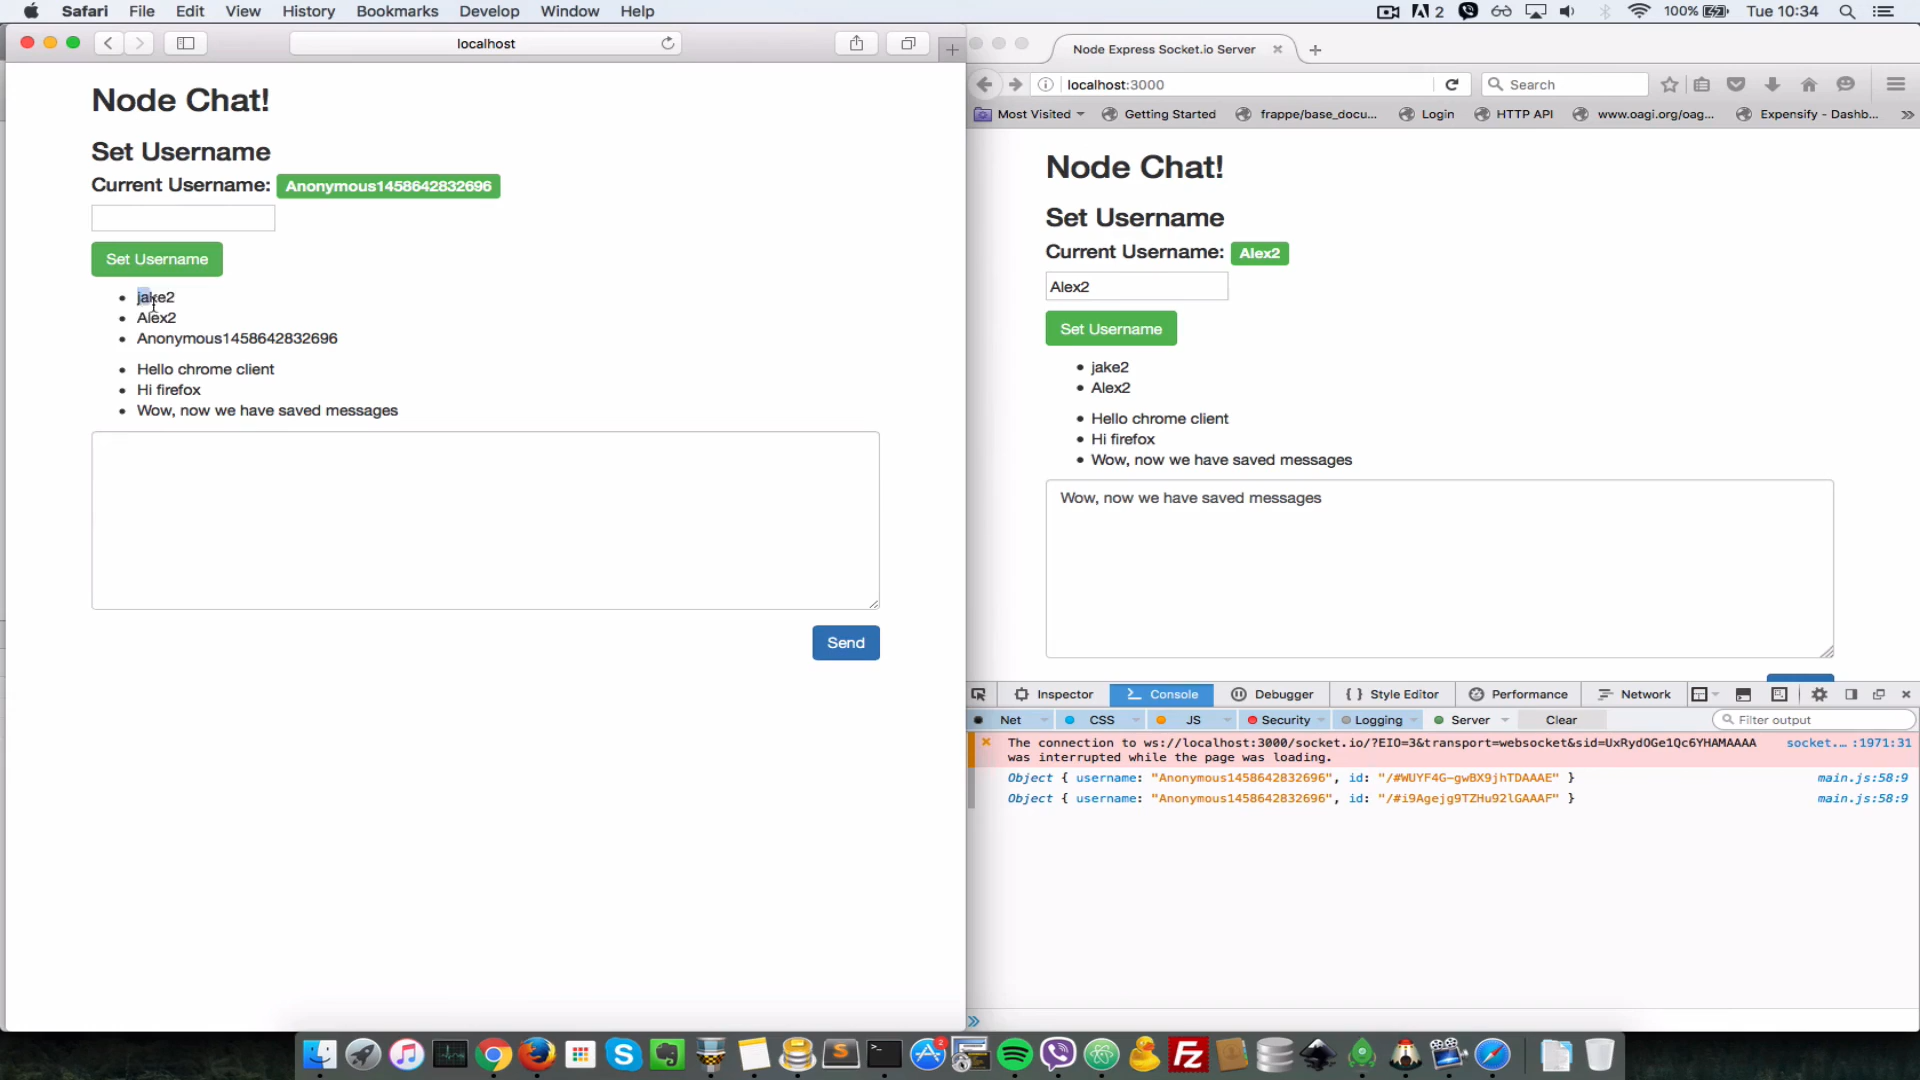 Safari File Edit View History Bookmarks Develop Window Help
2 100% Tue 10:34
localhost
Node Chat!
Set Username
Current Username: Anonymous1458642832696
Set Username
jake2
Alex2
Anonymous1458642832696
Hello chrome client
Hi firefox
Wow, now we have saved messages
Send
Node Express Socket.io Server
localhost:3000
Search
Most Visited Getting Started frappe/base_docu... Login HTTP API www.oagi.org/oag... Expensify - Dashb...
Node Chat!
Set Username
Current Username: Alex2
Alex2
Set Username
jake2
Alex2
Hello chrome client
Hi firefox
Wow, now we have saved messages
Wow, now we have saved messages
Inspector Console Debugger Style Editor Performance Network
Net CSS JS Security Logging Server Clear Filter output
The connection to ws://localhost:3000/socket.io/?EIO=3&transport=websocket&sid=UxRydOGe1Qc6YHAMAAAA socket.… :1971:31
was interrupted while the page was loading.
Object { username: "Anonymous1458642832696", id: "/#WUYF4G-gwBX9jhTDAAAE" } main.js:58:9
Object { username: "Anonymous1458642832696", id: "/#i9Agejg9TZHu92lGAAAF" } main.js:58:9